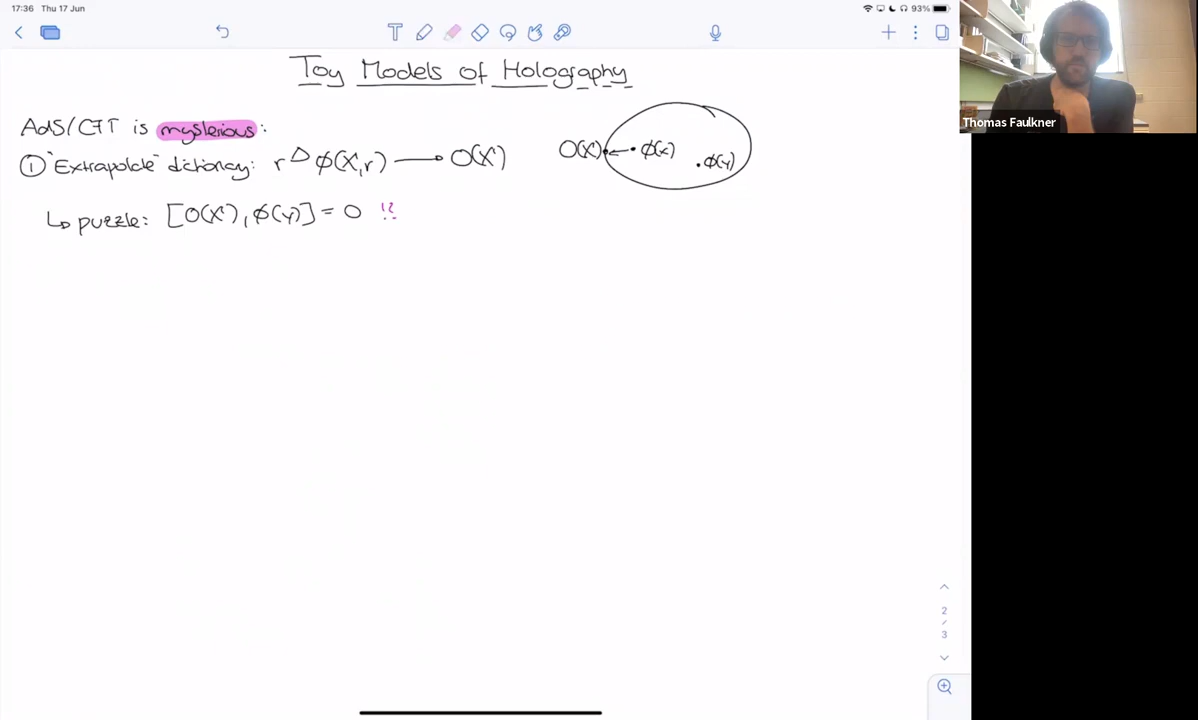 17:36 Thu 17 Jun
93%
Toy Models of Holography
AdS/CFT is mysterious:
① "Extrapolate" dictionary: r^Δ φ(X,r) → O(X)
O(X) ← φ(x)
φ(y)
↳ puzzle: [O(X), φ(y)] = 0 !?
Thomas Faulkner
2
/
3